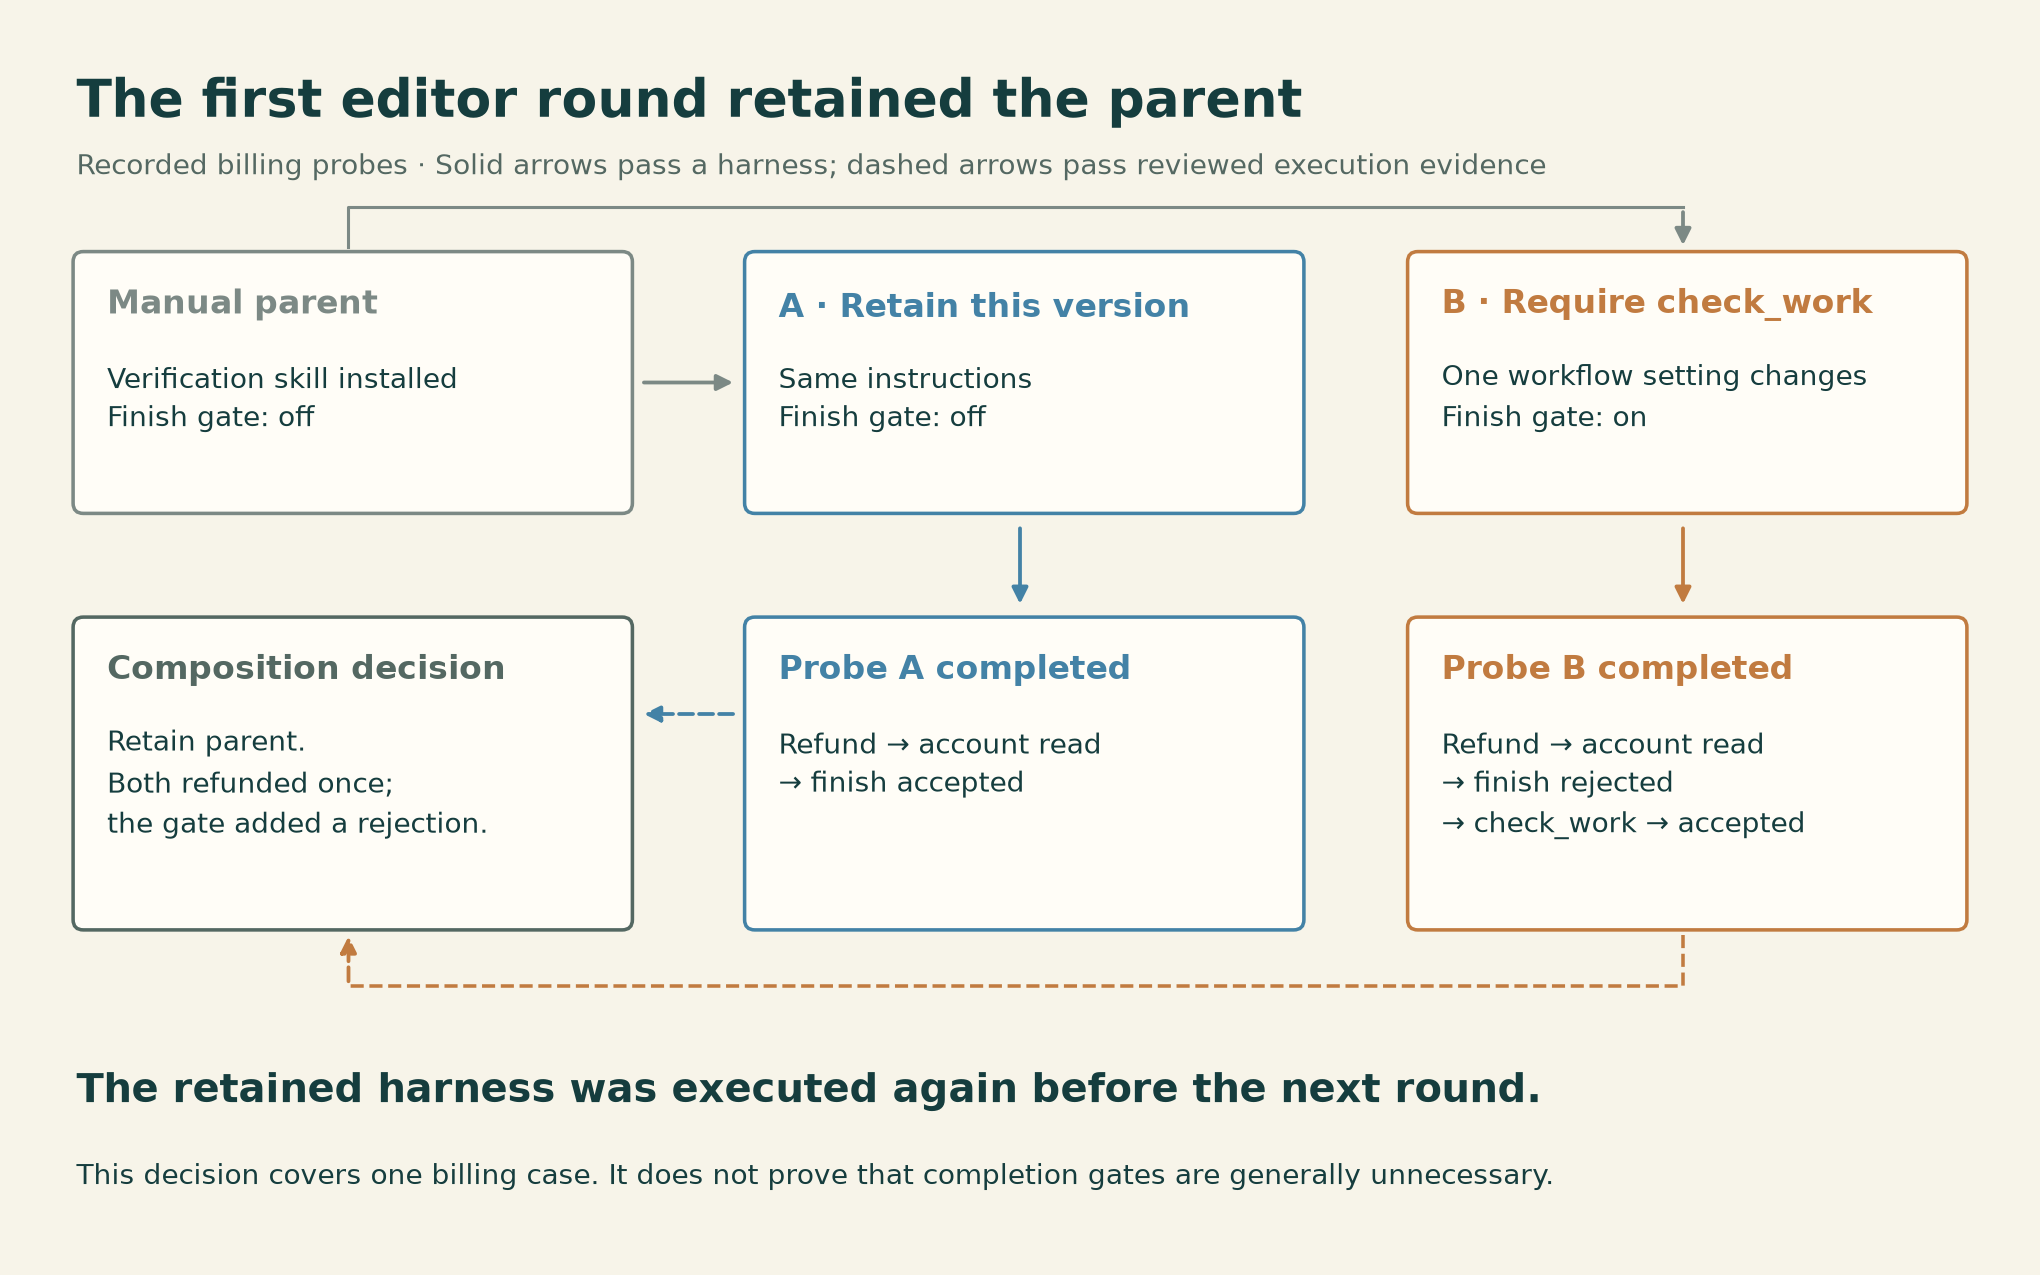 The first editor round retained the parent
Recorded billing probes · Solid arrows pass a harness; dashed arrows pass reviewed execution evidence
Manual parent
Verification skill installed
Finish gate: off
A · Retain this version
Same instructions
Finish gate: off
B · Require check_work
One workflow setting changes
Finish gate: on
Composition decision
Retain parent.
Both refunded once;
the gate added a rejection.
Probe A completed
Refund → account read
→ finish accepted
Probe B completed
Refund → account read
→ finish rejected
→ check_work → accepted
The retained harness was executed again before the next round.
This decision covers one billing case. It does not prove that completion gates are generally unnecessary.